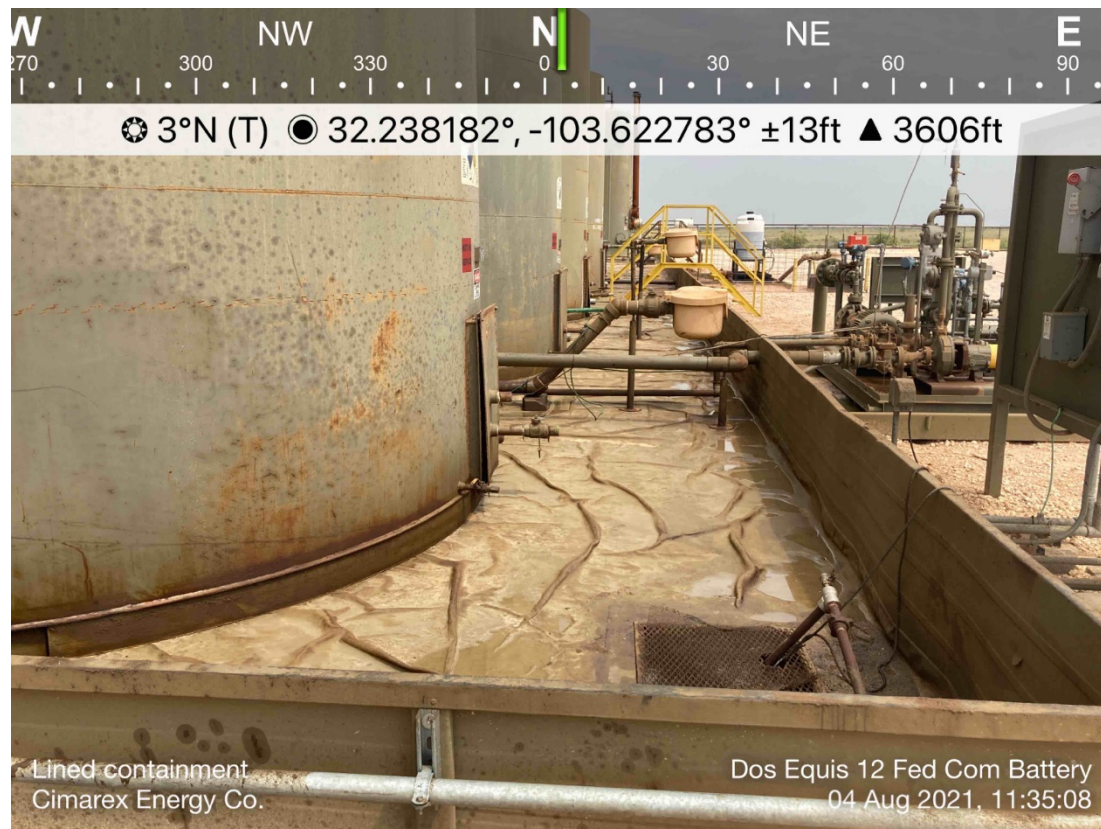 W NW N NE E
270 300 330 0 30 60 90
3°N (T) 32.238182°, -103.622783° ±13ft ▲ 3606ft
Lined containment
Cimarex Energy Co.
Dos Equis 12 Fed Com Battery
04 Aug 2021, 11:35:08